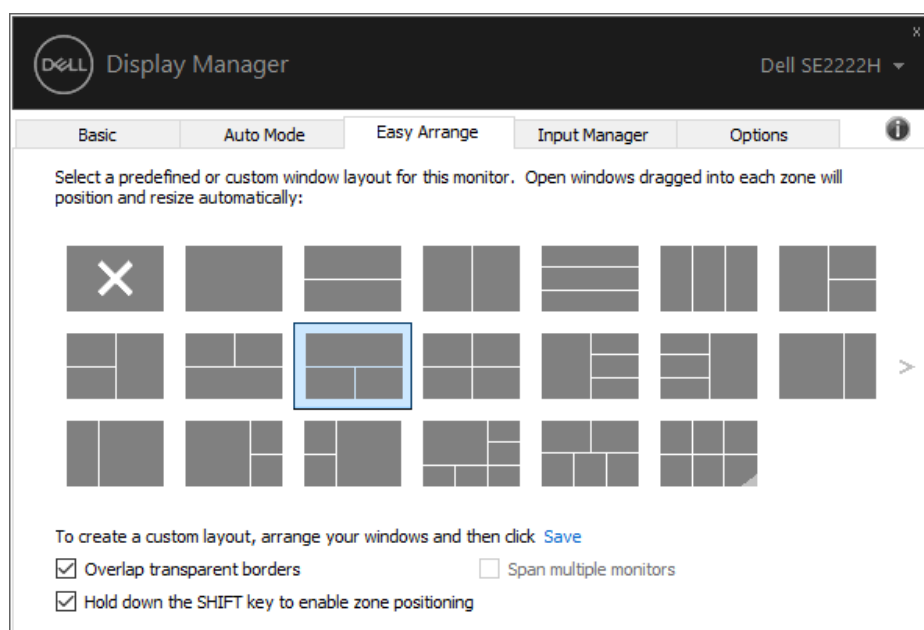 x
DELL Display Manager
Dell SE2222H
Basic Auto Mode Easy Arrange Input Manager Options
Select a predefined or custom window layout for this monitor. Open windows dragged into each zone will
position and resize automatically:
>
To create a custom layout, arrange your windows and then click Save
Overlap transparent borders Span multiple monitors
Hold down the SHIFT key to enable zone positioning